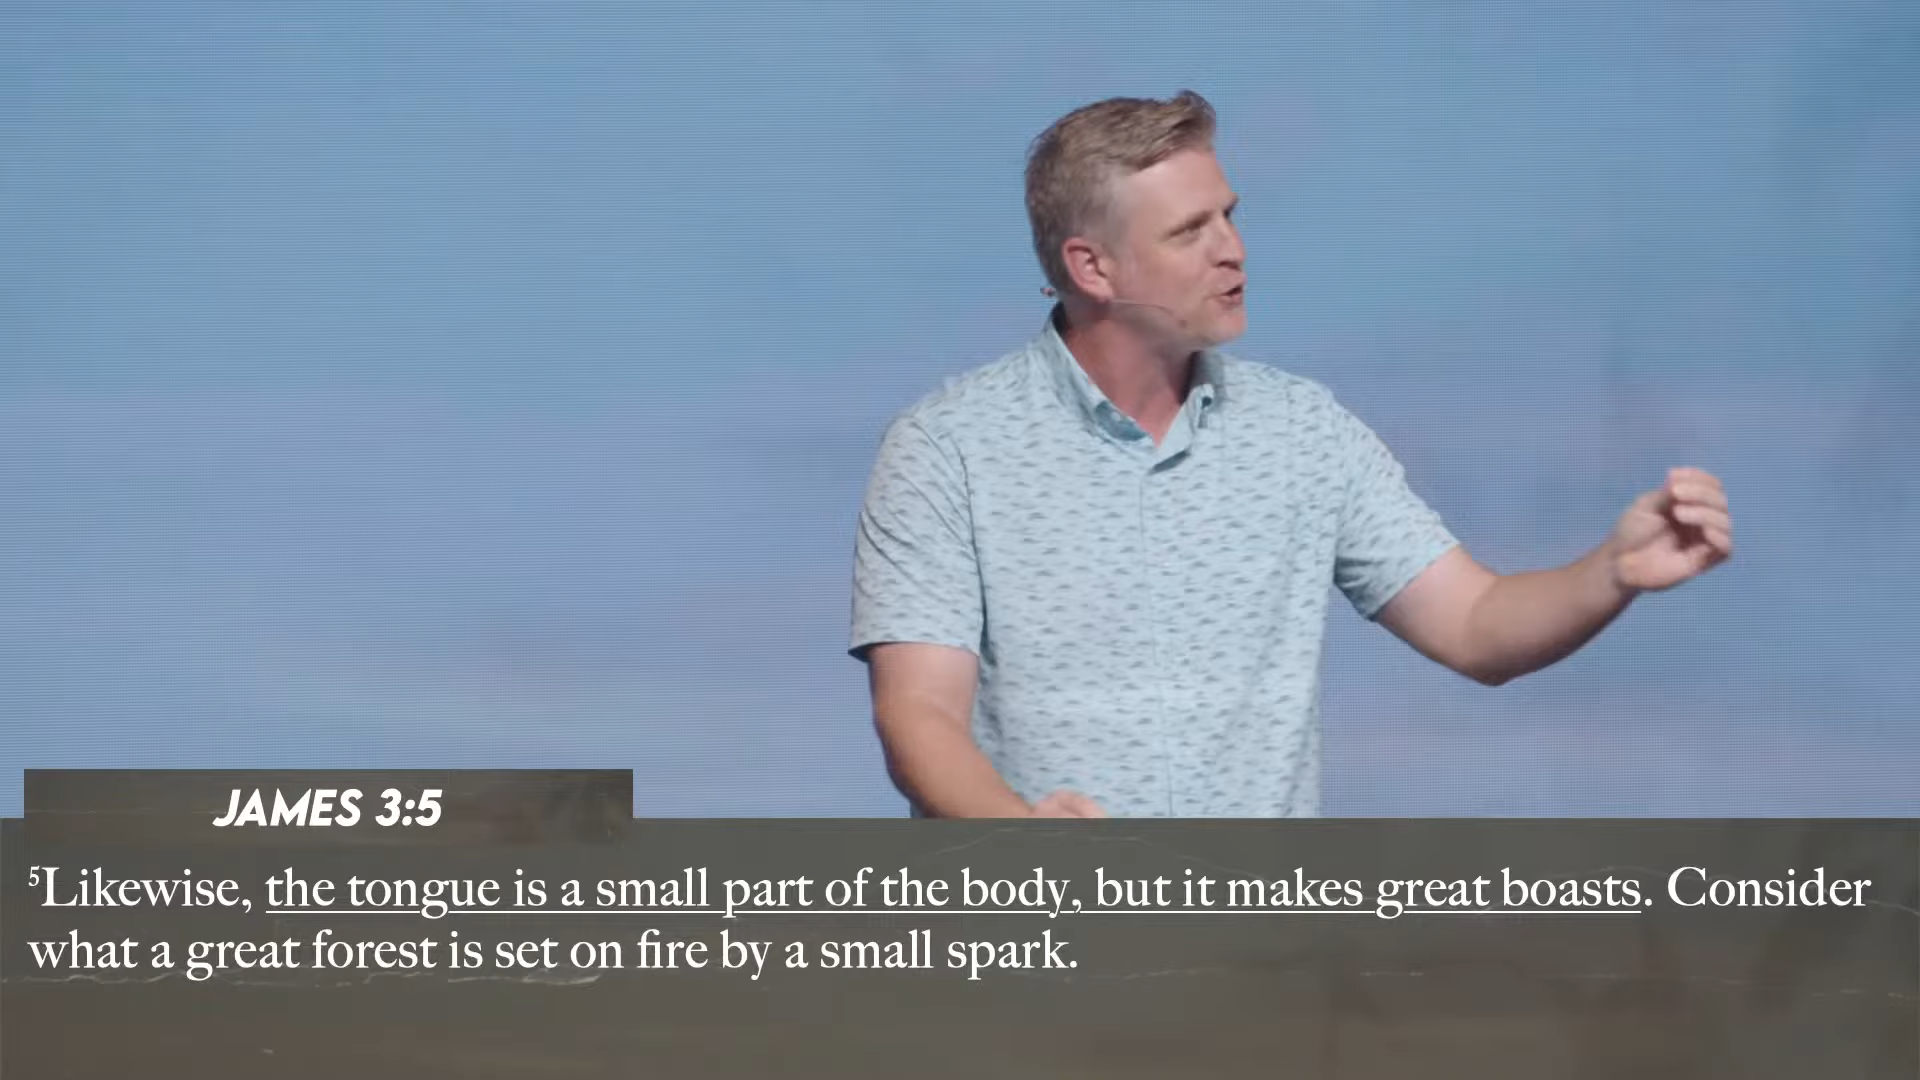 JAMES 3:5
⁵Likewise, the tongue is a small part of the body, but it makes great boasts. Consider
what a great forest is set on fire by a small spark.